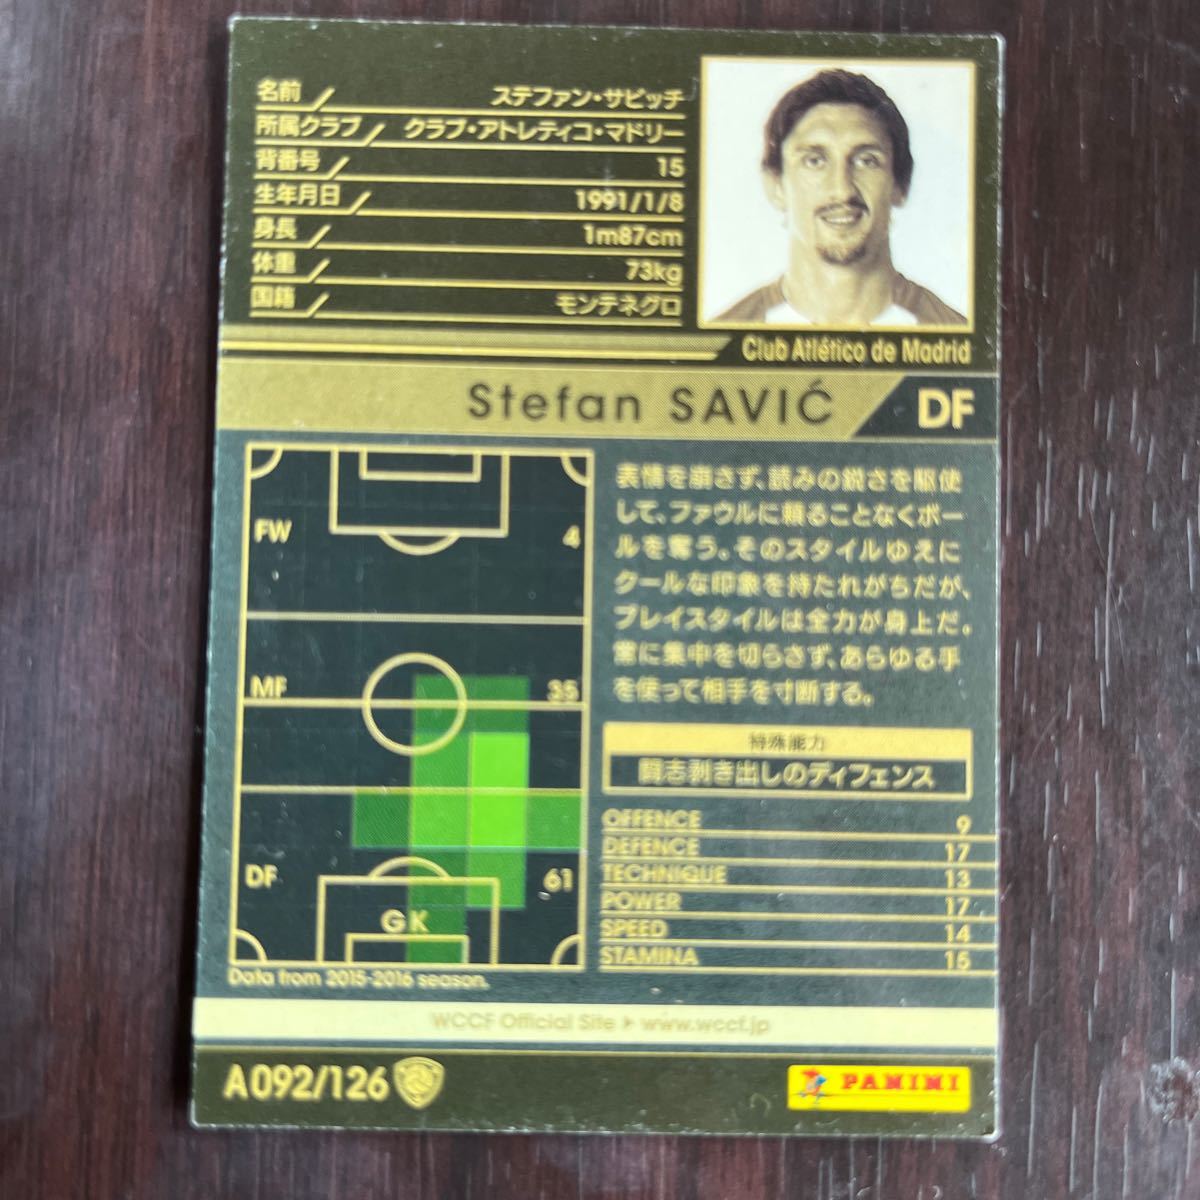 名前 ステファン・サビッチ
所属クラブ クラブ・アトレティコ・マドリー
背番号 15
生年月日 1991/1/8
身長 1m87cm
体重 73kg
国籍 モンテネグロ
Club Atlético de Madrid
Stefan SAVIĆ DF
FW 4
MF 35
DF 61
GK
Data from 2015-2016 season.
表情を崩さず、読みの鋭さを駆使
して、ファウルに頼ることなくボー
ルを奪う。そのスタイルゆえに
クールな印象を持たれがちだが、
プレイスタイルは全力が身上だ。
常に集中を切らさず、あらゆる手
を使って相手を寸断する。
特殊能力
闘志剥き出しのディフェンス
OFFENCE 9
DEFENCE 17
TECHNIQUE 13
POWER 17
SPEED 14
STAMINA 15
WCCF Official Site ▶ www.wccf.jp
A092/126
PANINI